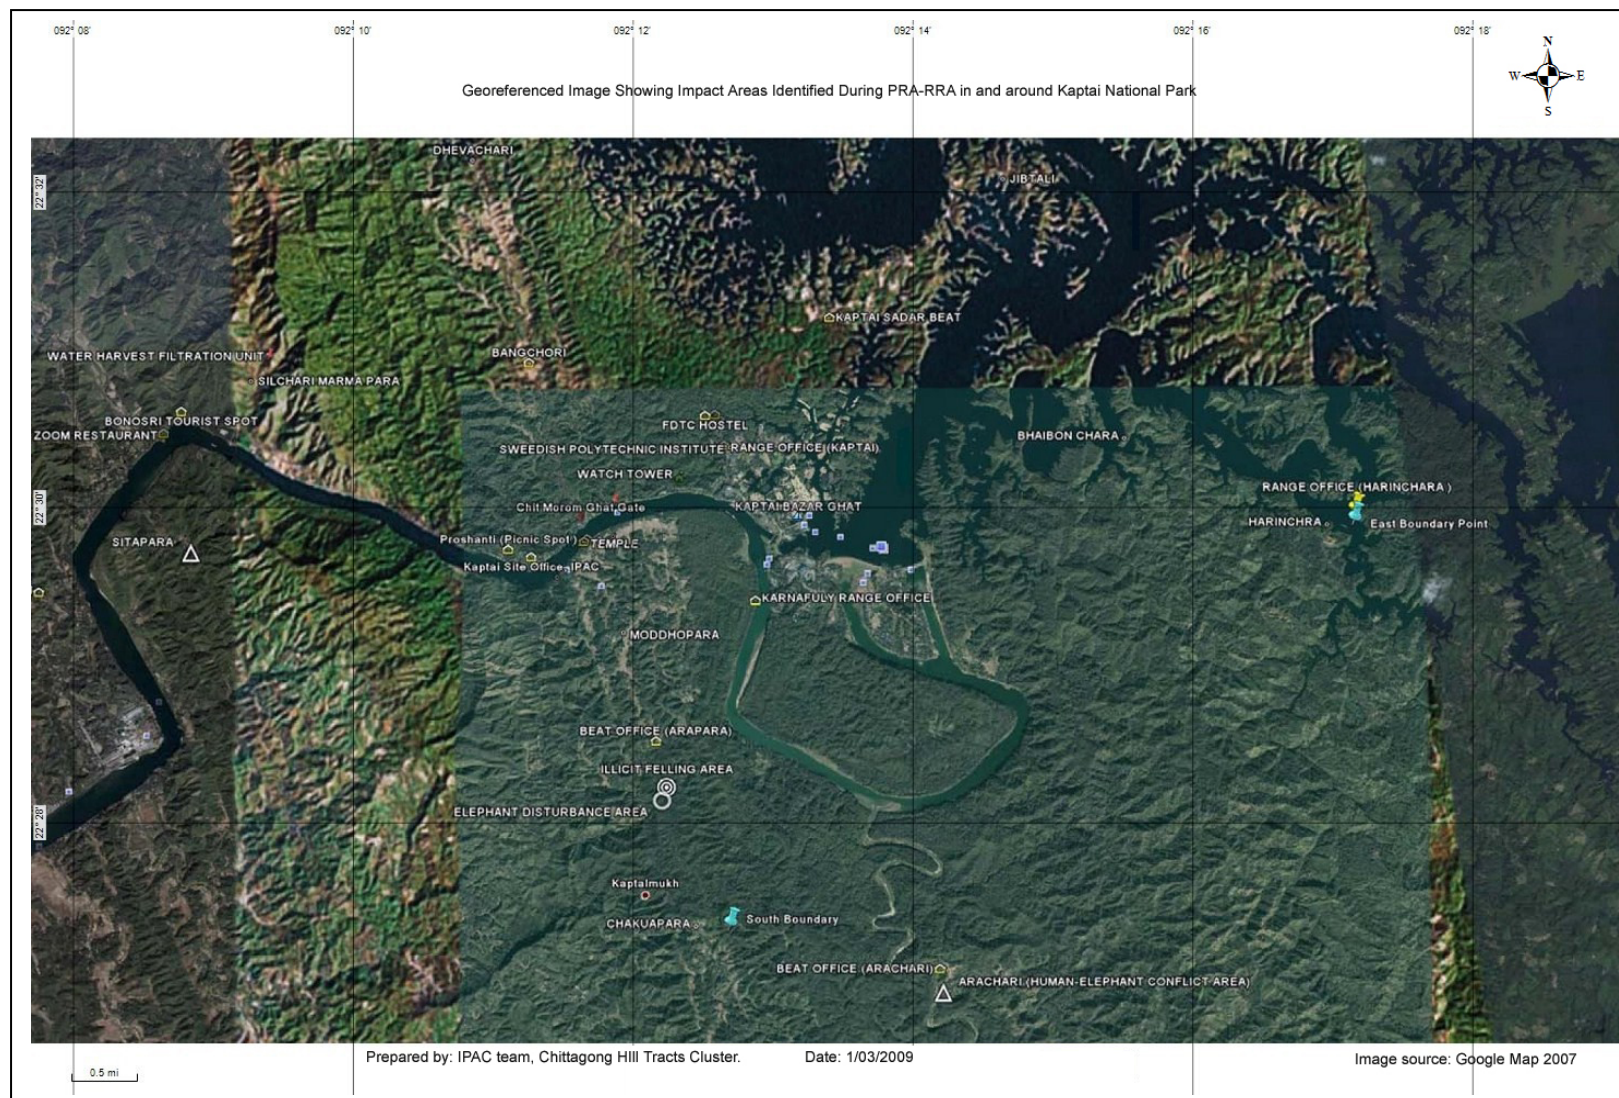 092° 08'
092° 10'
092° 12'
092° 14'
092° 16'
092° 18'
N
W E
S
Georeferenced Image Showing Impact Areas Identified During PRA-RRA in and around Kaptai National Park
DHEVACHARI
JIBTALI
22° 32'
KAPTAI SADAR BEAT
WATER HARVEST FILTRATION UNIT
BANGCHORI
SILCHARI MARMA PARA
BONOSRI TOURIST SPOT
ZOOM RESTAURANT
FDTC HOSTEL
BHAIBON CHARA
SWEEDISH POLYTECHNIC INSTITUTE
RANGE OFFICE (KAPTAI)
WATCH TOWER
RANGE OFFICE (HARINCHARA )
22° 30'
Chit Morom Ghat Gate
KAPTAI BAZAR GHAT
HARINCHRA
East Boundary Point
SITAPARA
Proshanti (Picnic Spot )
TEMPLE
Kaptai Site Office, IPAC
KARNAFULY RANGE OFFICE
MODDHOPARA
BEAT OFFICE (ARAPARA)
ILLICIT FELLING AREA
ELEPHANT DISTURBANCE AREA
22° 28'
Kaptaimukh
CHAKUAPARA
South Boundary
BEAT OFFICE (ARACHARI)
ARACHARI (HUMAN-ELEPHANT CONFLICT AREA)
Prepared by: IPAC team, Chittagong HIll Tracts Cluster.
Date: 1/03/2009
Image source: Google Map 2007
0.5 mi